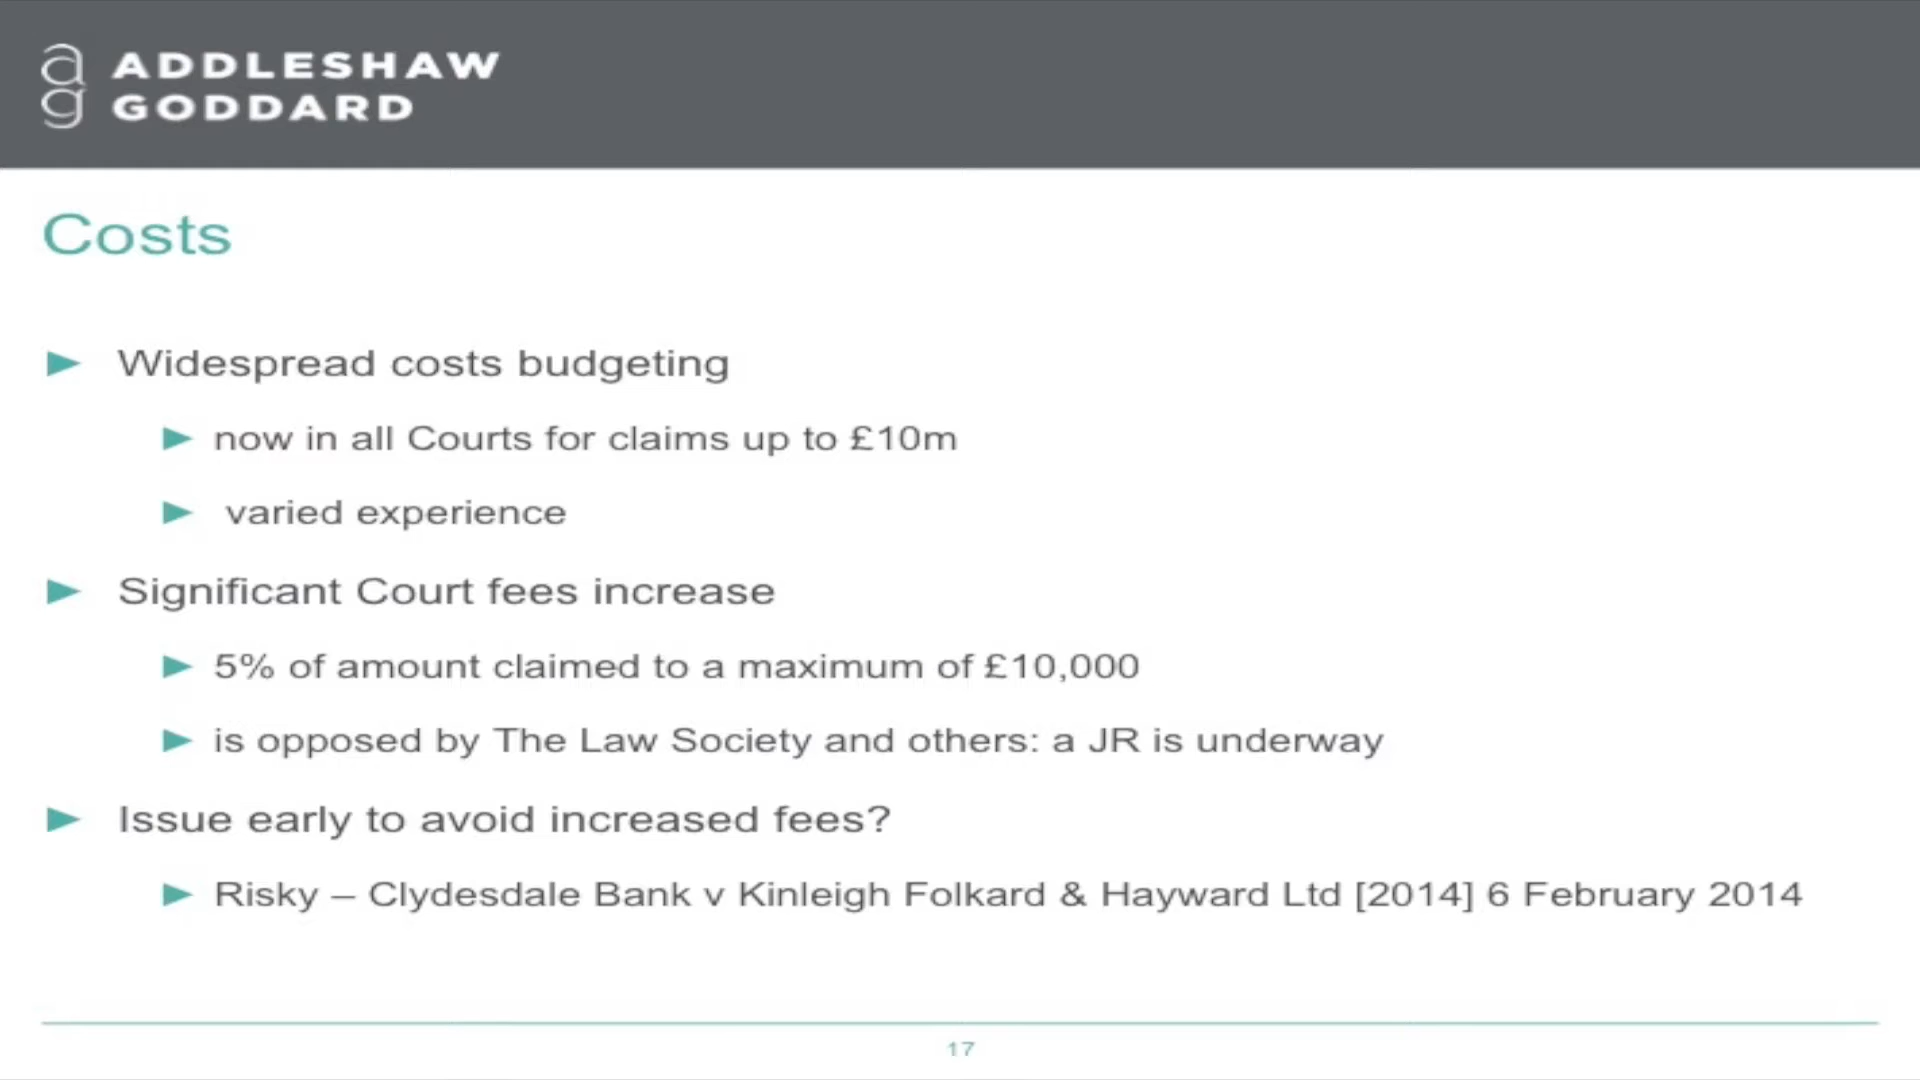 ag ADDLESHAW
GODDARD
Costs
Widespread costs budgeting
now in all Courts for claims up to £10m
varied experience
Significant Court fees increase
5% of amount claimed to a maximum of £10,000
is opposed by The Law Society and others: a JR is underway
Issue early to avoid increased fees?
Risky – Clydesdale Bank v Kinleigh Folkard & Hayward Ltd [2014] 6 February 2014
17